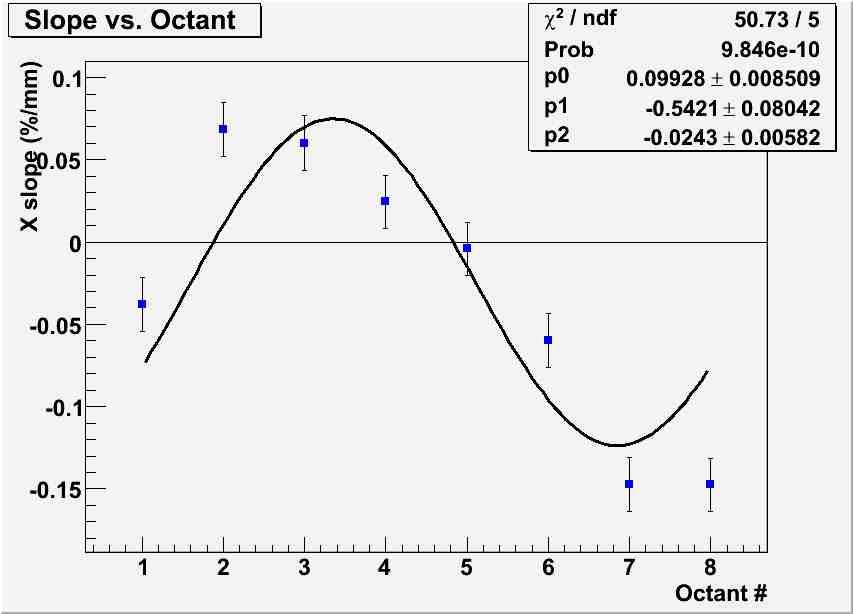 Slope vs. Octant
χ² / ndf 50.73 / 5
Prob 9.846e-10
p0 0.09928 ± 0.008509
p1 -0.5421 ± 0.08042
p2 -0.0243 ± 0.00582
X slope (%/mm)
0.1
0.05
0
-0.05
-0.1
-0.15
1 2 3 4 5 6 7 8
Octant #